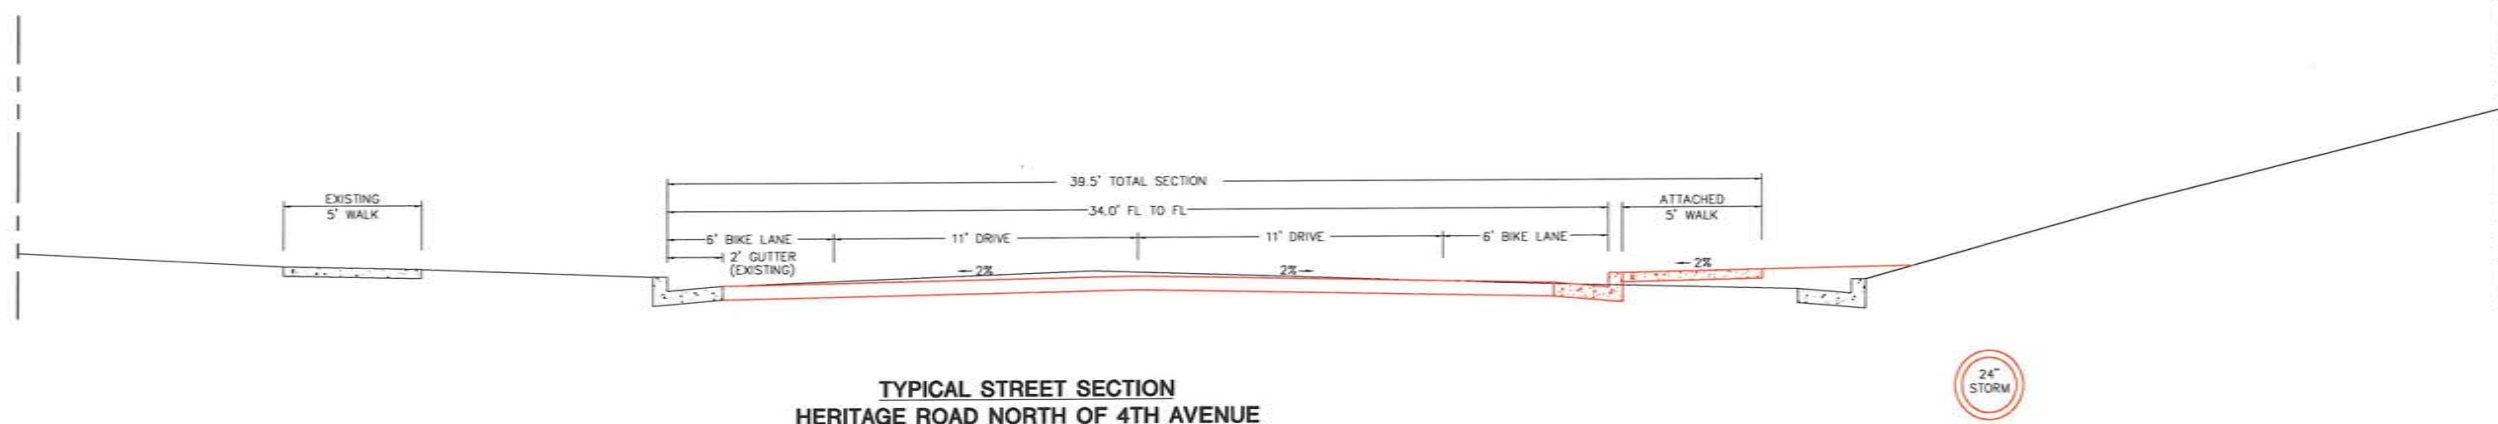 39.5' TOTAL SECTION
EXISTING
5' WALK
34.0' FL TO FL
ATTACHED
5' WALK
6' BIKE LANE
11' DRIVE
11' DRIVE
6' BIKE LANE
2' GUTTER
(EXISTING)
2%
2%
2%
24"
STORM
TYPICAL STREET SECTION
HERITAGE ROAD NORTH OF 4TH AVENUE